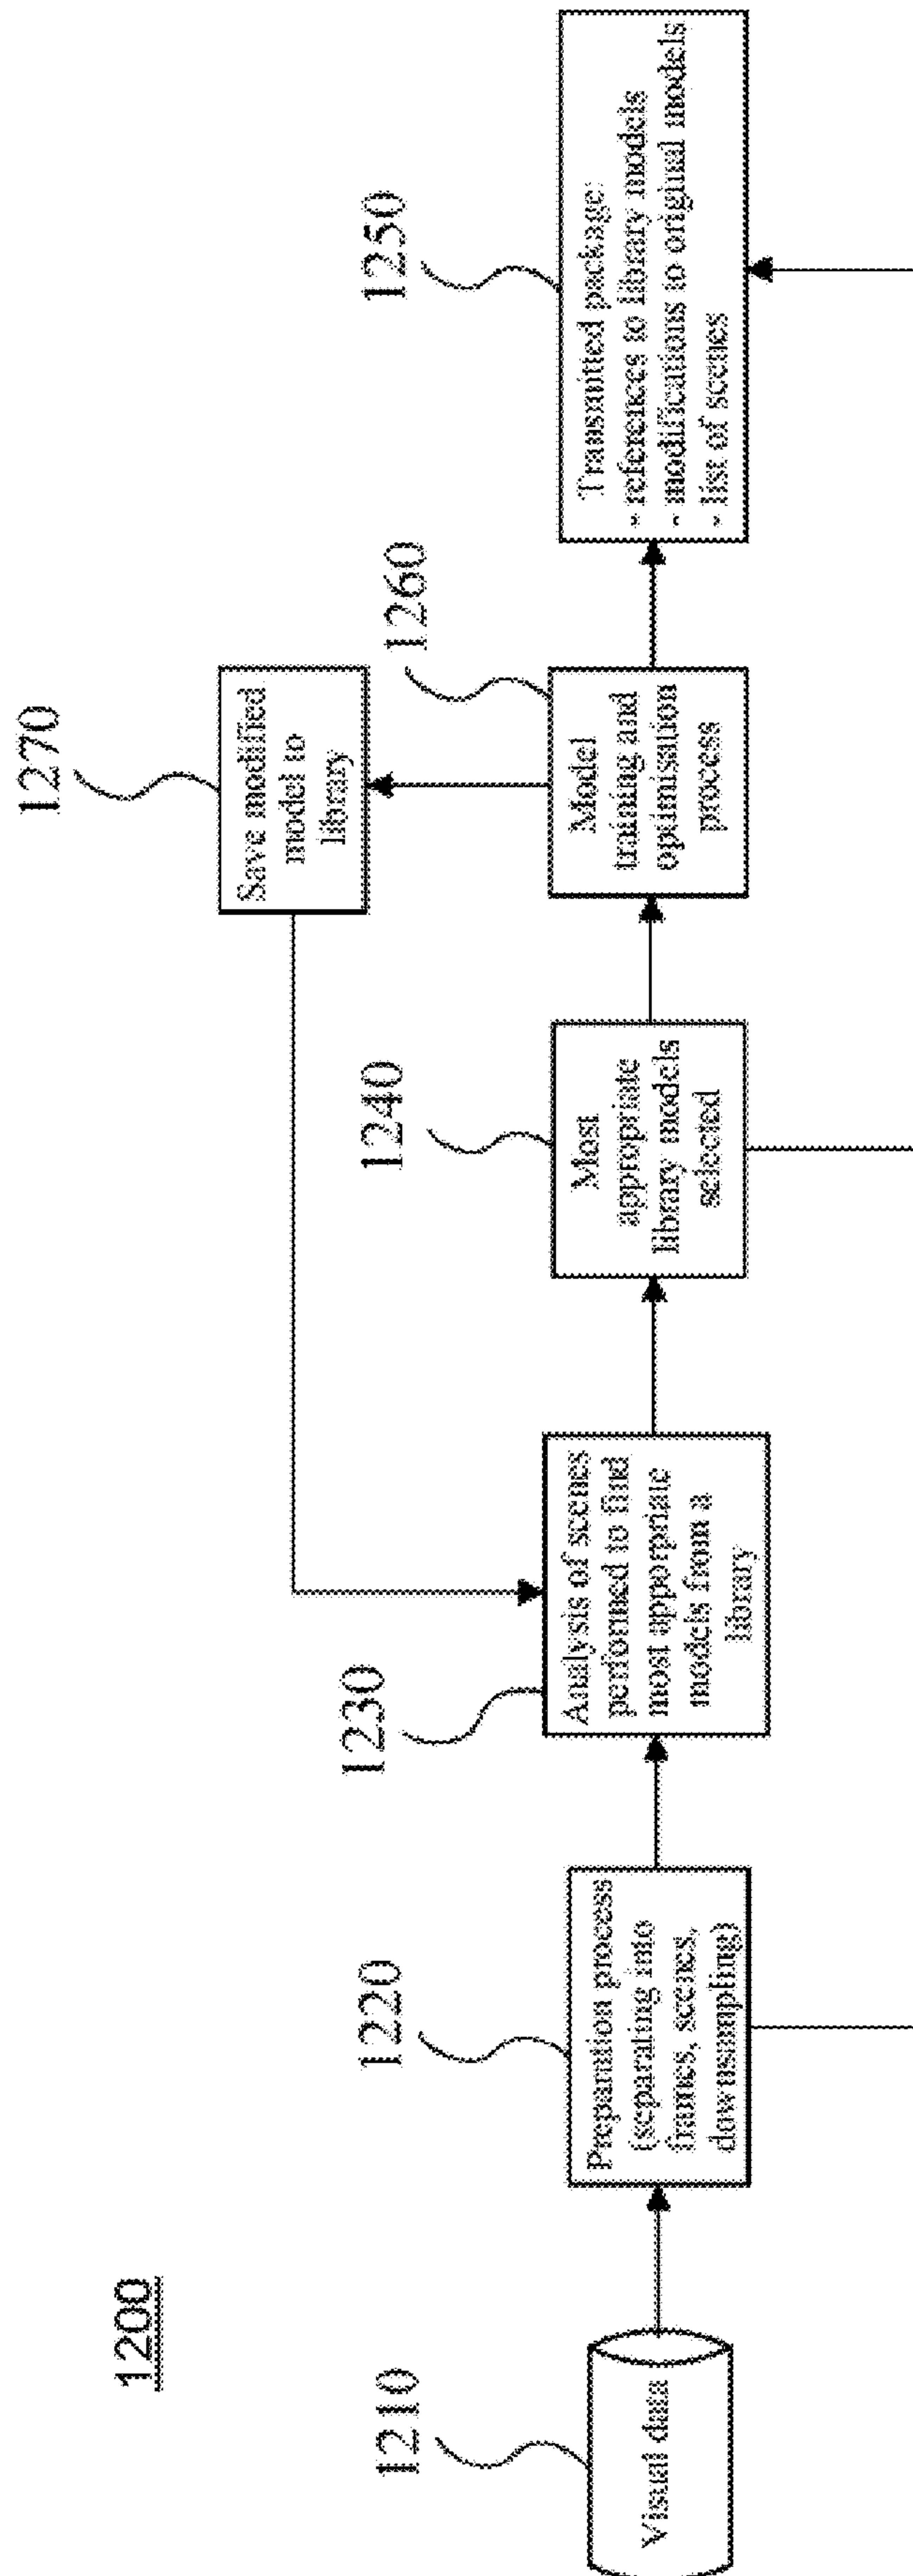 1200
1210
Visual data
1220
Preparation process
(separating into
frames, scenes,
downsampling)
1230
Analysis of scenes
performed to find
most appropriate
models from a
library
1240
Most
appropriate
library models
selected
1270
Save modified
model to
library
1260
Model
training and
optimisation
process
1250
Transmitted package:
- references to library models
- modifications to original models
- list of scenes